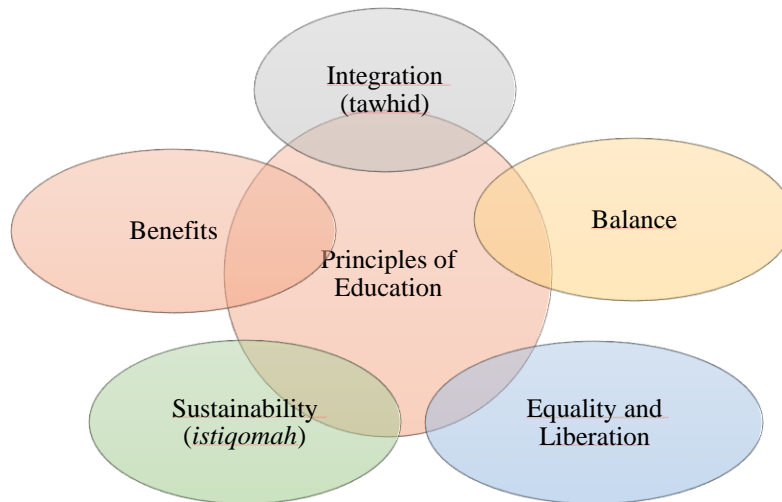 Integration
(tawhid)
Benefits
Balance
Principles of
Education
Sustainability
(istiqomah)
Equality and
Liberation